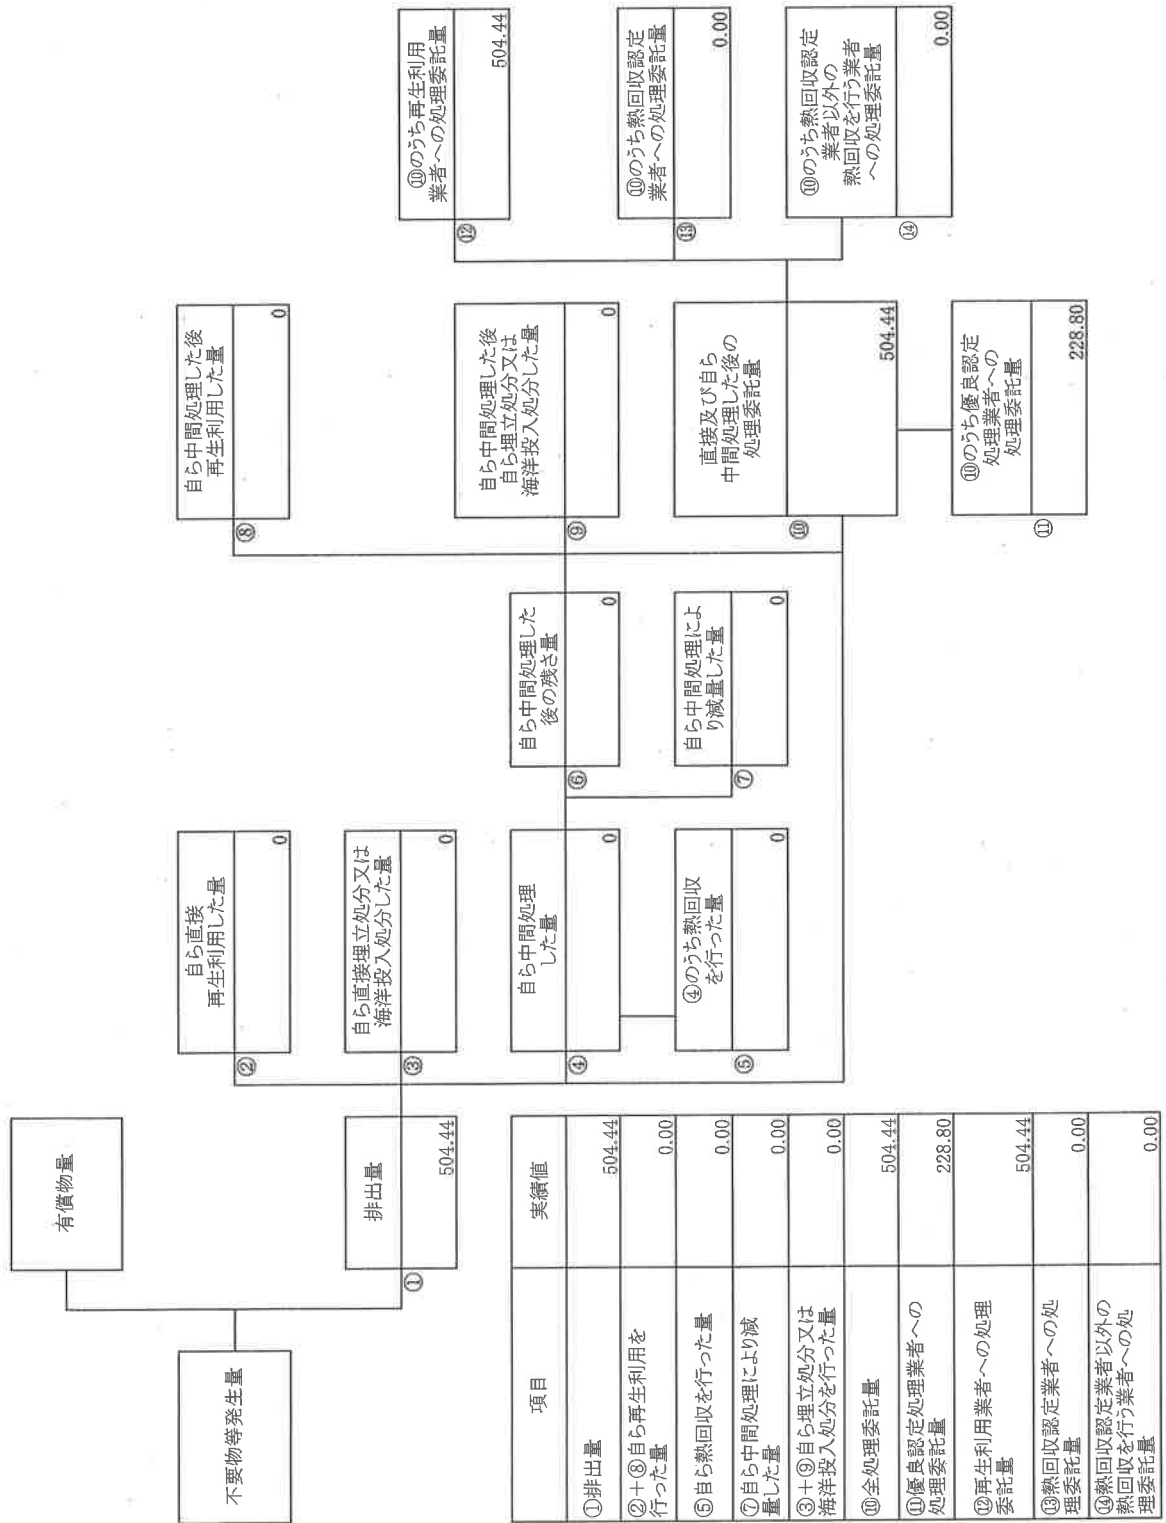 不要物等発生量
有償物量
排出量
①
504.44
自ら直接
再生利用した量
②
0
自ら直接埋立処分又は
海洋投入処分した量
③
0
自ら中間処理
した量
④
0
④のうち熱回収
を行った量
⑤
0
自ら中間処理した
後の残さ量
⑥
0
自ら中間処理によ
り減量した量
⑦
0
自ら中間処理した後
再生利用した量
⑧
0
自ら中間処理した後
自ら埋立処分又は
海洋投入処分した量
⑨
0
直接及び自ら
中間処理した後の
処理委託量
⑩
504.44
⑩のうち優良認定
処理業者への
処理委託量
⑪
228.80
⑩のうち再生利用
業者への処理委託量
⑫
504.44
⑩のうち熱回収認定
業者への処理委託量
⑬
0.00
⑩のうち熱回収認定
業者以外の
熱回収を行う業者
への処理委託量
⑭
0.00
項目 実績値
①排出量 504.44
②+⑧自ら再生利用を
行った量 0.00
⑤自ら熱回収を行った量 0.00
⑦自ら中間処理により減
量した量 0.00
③+⑨自ら埋立処分又は
海洋投入処分を行った量 0.00
⑩全処理委託量 504.44
⑪優良認定処理業者への
処理委託量 228.80
⑫再生利用業者への処理
委託量 504.44
⑬熱回収認定業者への処
理委託量 0.00
⑭熱回収認定業者以外の
熱回収を行う業者への処
理委託量 0.00